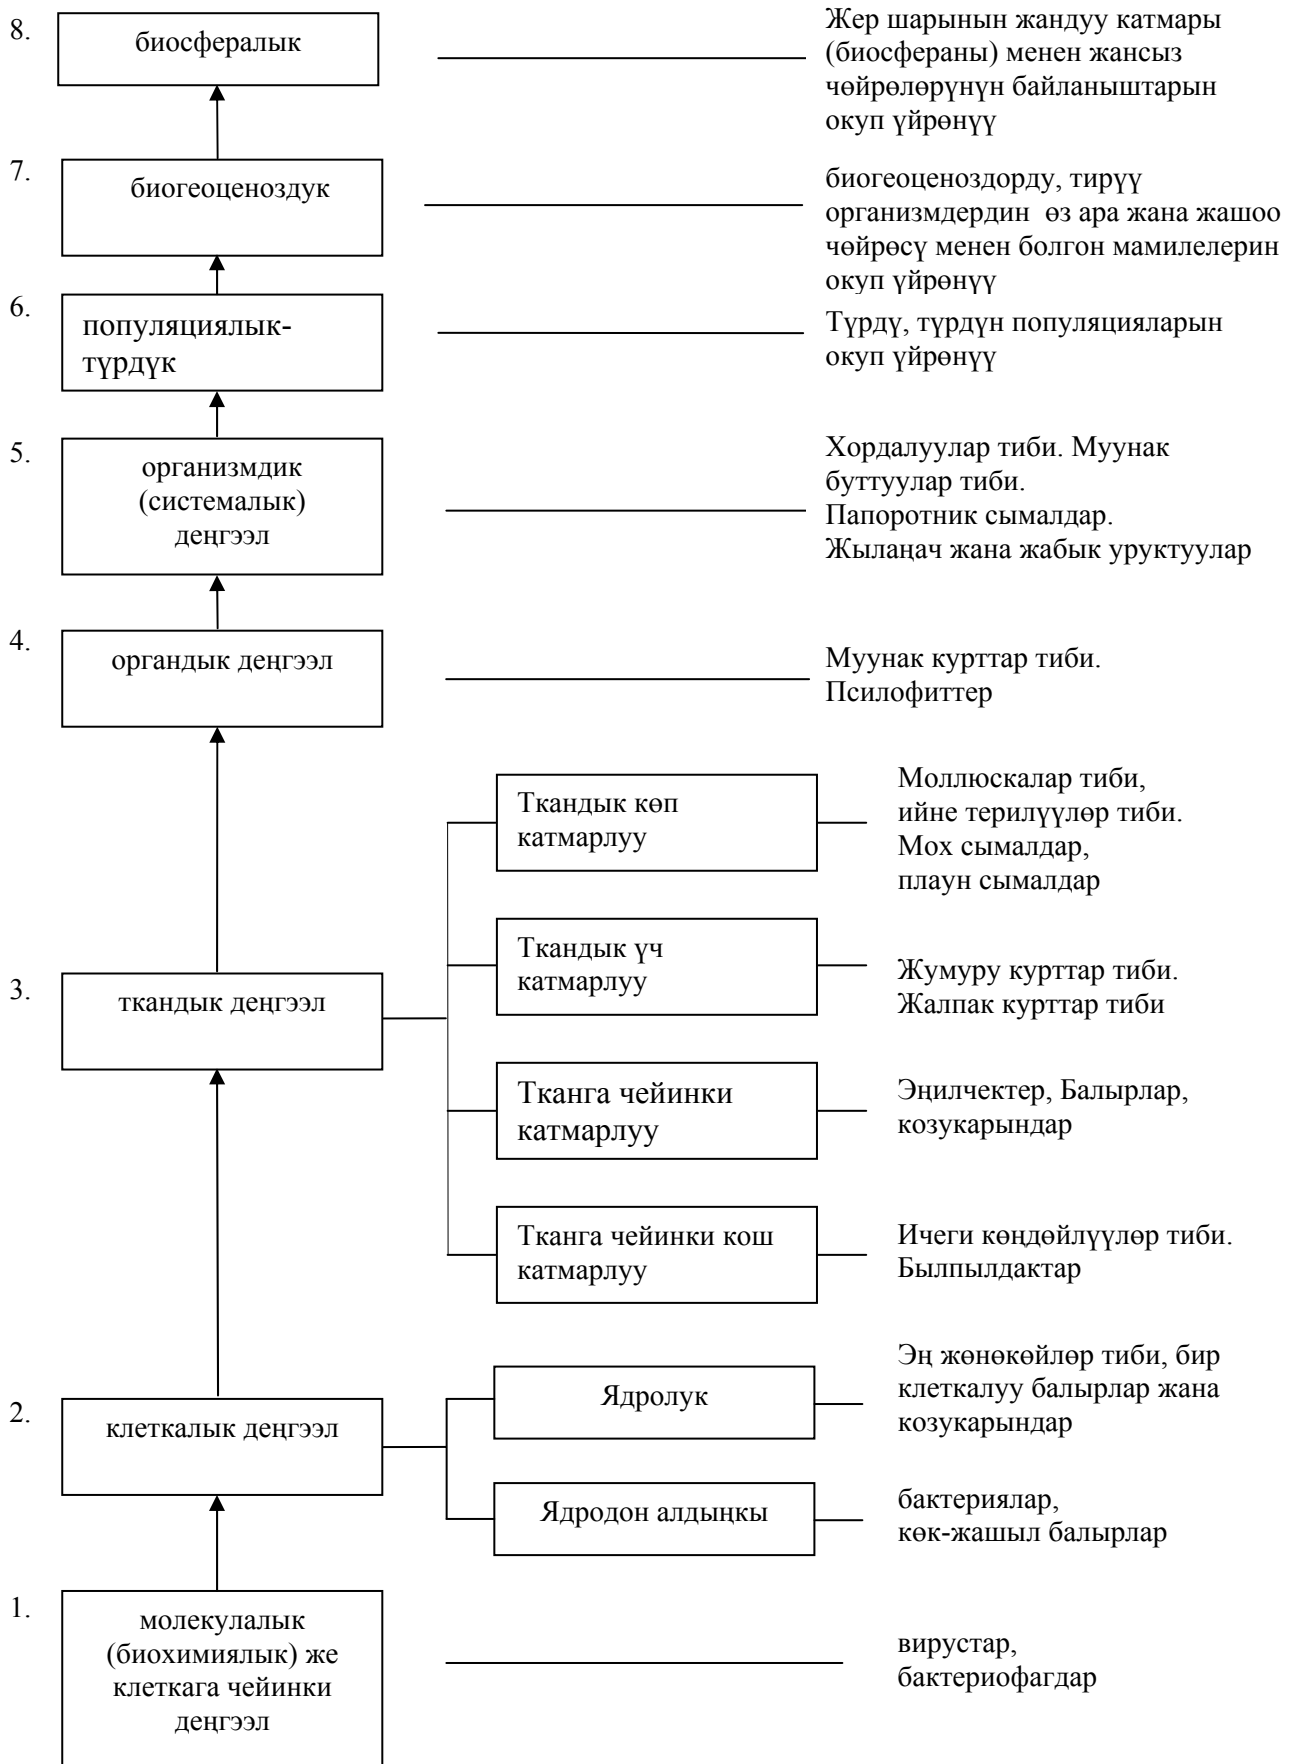 8.
биосфералык
Жер шарынын жандуу катмары
(биосфераны) менен жансыз
чөйрөлөрүнүн байланыштарын
окуп үйрөнүү
7.
биогеоценоздук
биогеоценоздорду, тирүү
организмдердин өз ара жана жашоо
чөйрөсү менен болгон мамилелерин
окуп үйрөнүү
6.
популяциялык-
түрдүк
Түрдү, түрдүн популяцияларын
окуп үйрөнүү
5.
организмдик
(системалык)
деңгээл
Хордалуулар тиби. Муунак
буттуулар тиби.
Папоротник сымалдар.
Жылаңач жана жабык уруктуулар
4.
органдык деңгээл
Муунак курттар тиби.
Псилофиттер
Ткандык көп
катмарлуу
Моллюскалар тиби,
ийне терилүүлөр тиби.
Мох сымалдар,
плаун сымалдар
Ткандык үч
катмарлуу
Жумуру курттар тиби.
Жалпак курттар тиби
3.
ткандык деңгээл
Тканга чейинки
катмарлуу
Эңилчектер, Балырлар,
козукарындар
Тканга чейинки кош
катмарлуу
Ичеги көңдөйлүүлөр тиби.
Былпылдактар
2.
клеткалык деңгээл
Ядролук
Эң жөнөкөйлөр тиби, бир
клеткалуу балырлар жана
козукарындар
Ядродон алдыңкы
бактериялар,
көк-жашыл балырлар
1.
молекулалык
(биохимиялык) же
клеткага чейинки
деңгээл
вирустар,
бактериофагдар